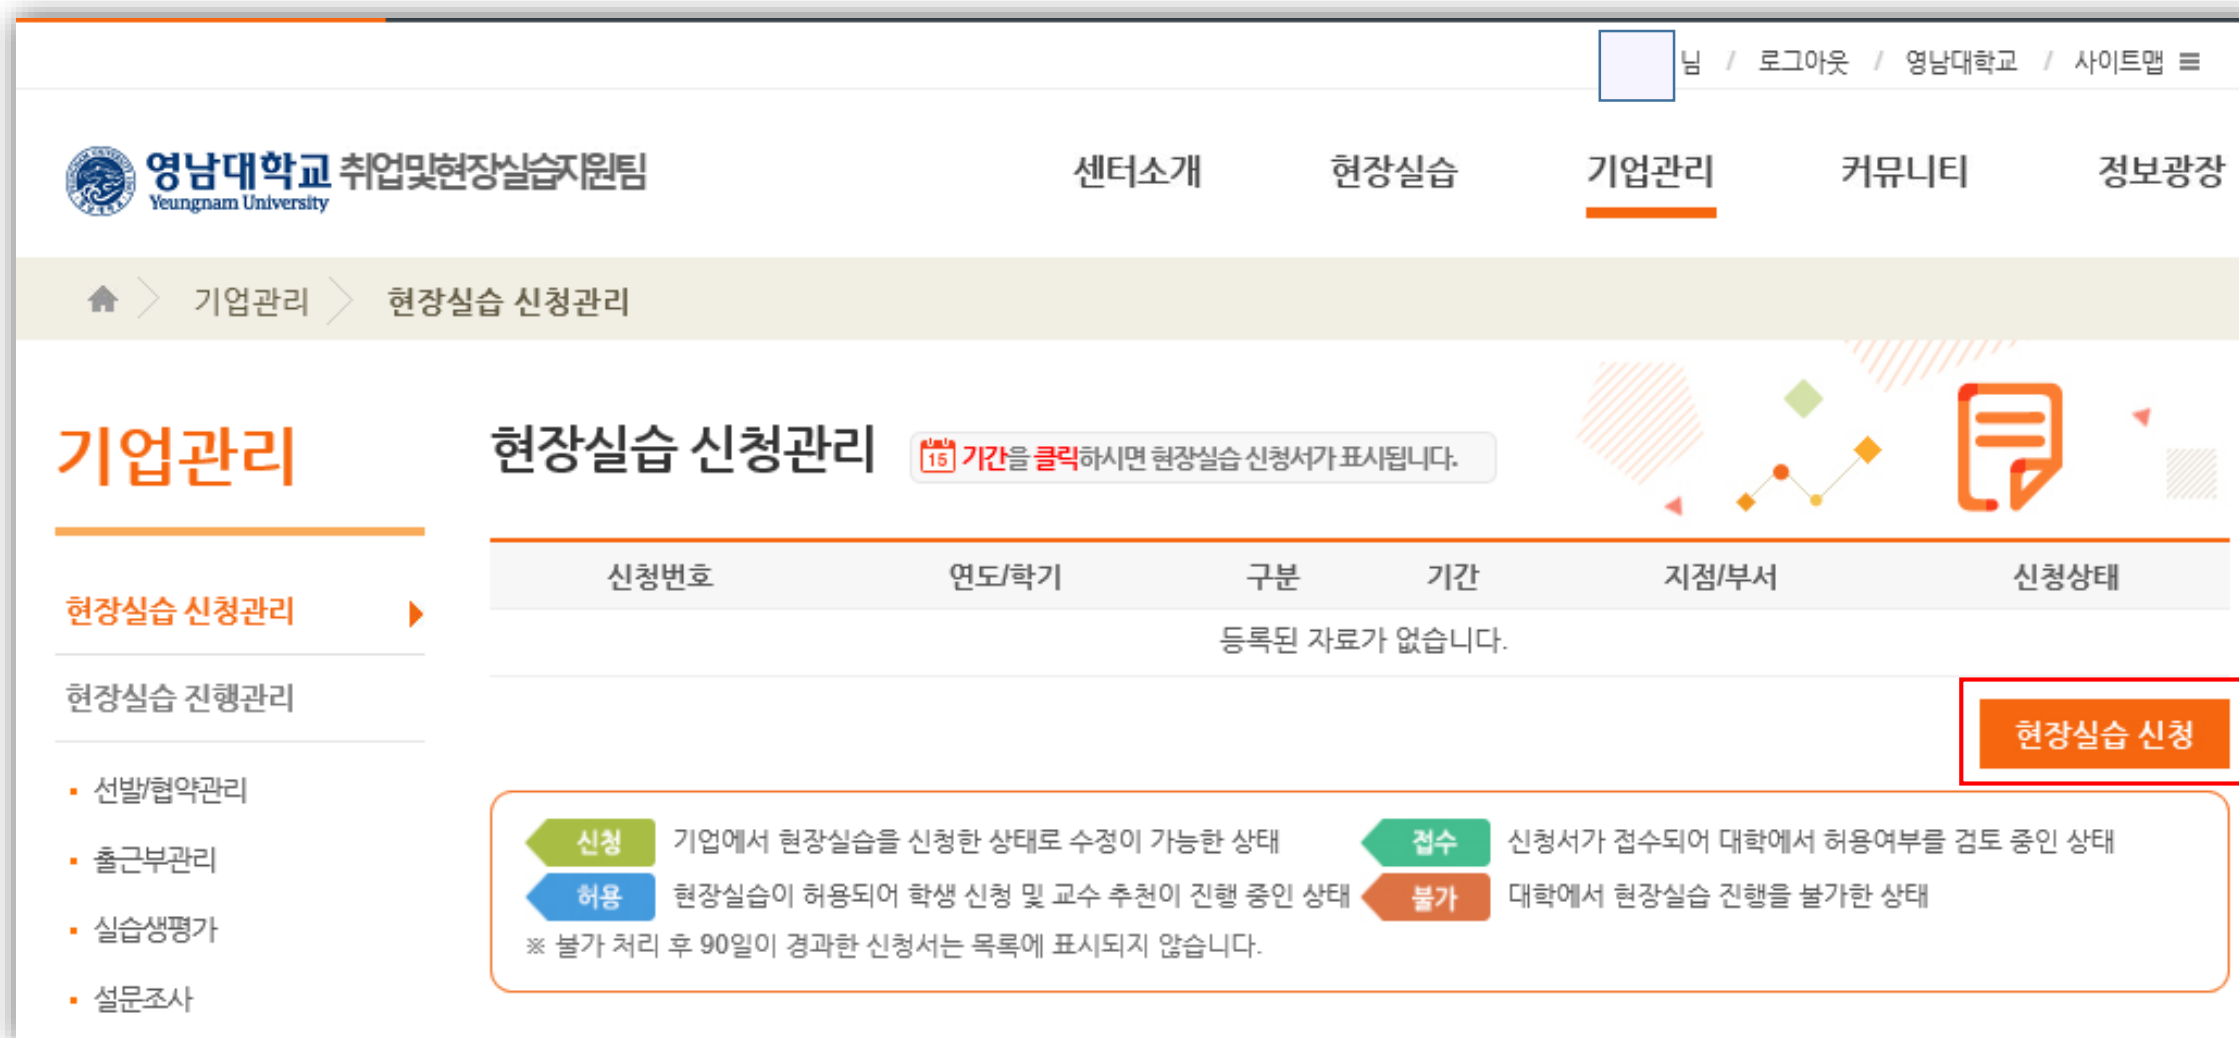 님 / 로그아웃 / 영남대학교 / 사이트맵
영남대학교 취업및현장실습지원팀
Yeungnam University
센터소개 현장실습 기업관리 커뮤니티 정보광장
기업관리 현장실습 신청관리
기업관리
현장실습 신청관리
현장실습 진행관리
선발/협약관리
출근부관리
실습생평가
설문조사
현장실습 신청관리
15 기간을 클릭하시면 현장실습 신청서가 표시됩니다.
신청번호 연도/학기 구분 기간 지점/부서 신청상태
등록된 자료가 없습니다.
현장실습 신청
신청 기업에서 현장실습을 신청한 상태로 수정이 가능한 상태
접수 신청서가 접수되어 대학에서 허용여부를 검토 중인 상태
허용 현장실습이 허용되어 학생 신청 및 교수 추천이 진행 중인 상태
불가 대학에서 현장실습 진행을 불가한 상태
※ 불가 처리 후 90일이 경과한 신청서는 목록에 표시되지 않습니다.